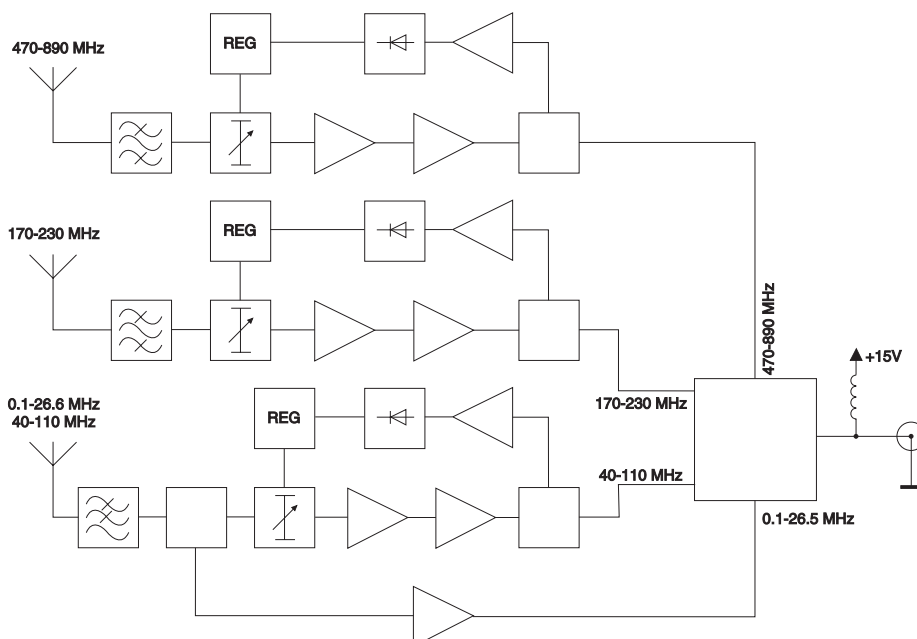 470-890 MHz
REG
170-230 MHz
REG
470-890 MHz
+15V
0.1-26.6 MHz
40-110 MHz
REG
170-230 MHz
40-110 MHz
0.1-26.5 MHz